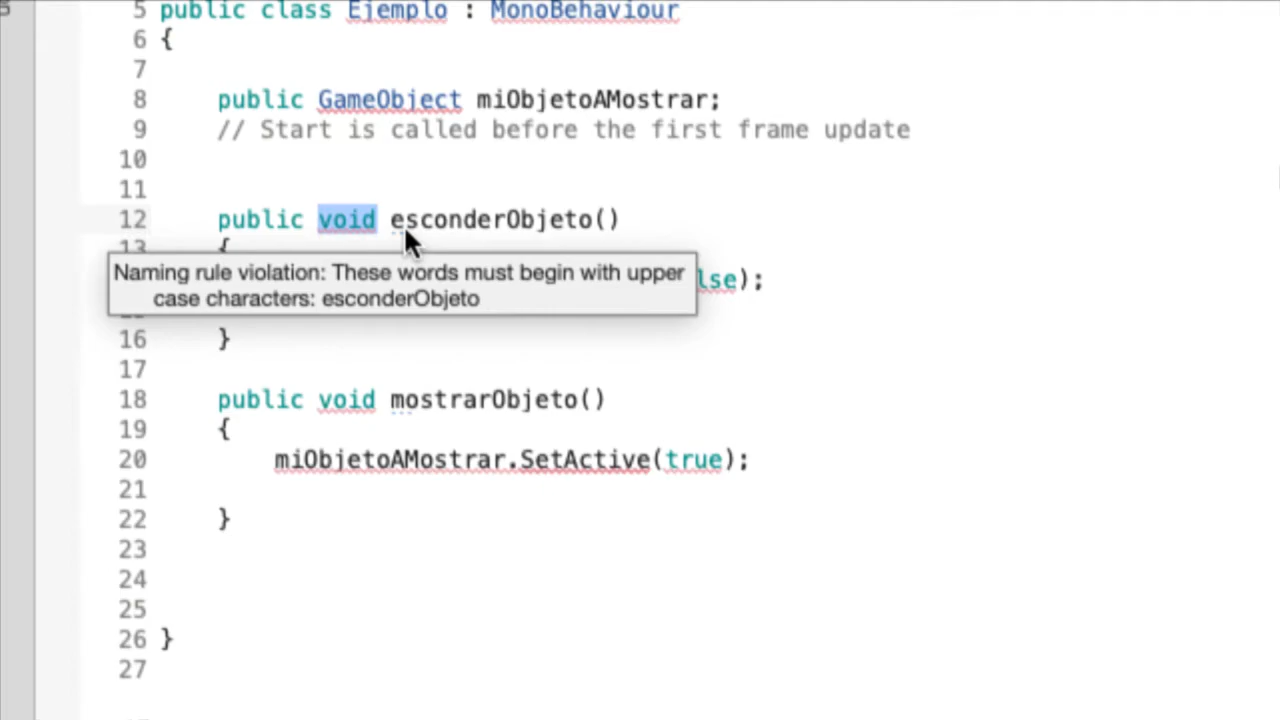 5 public class Ejemplo : MonoBehaviour
6 {
7
8 public GameObject miObjetoAMostrar;
9 // Start is called before the first frame update
10
11
12 public void esconderObjeto()
13 {
Naming rule violation: These words must begin with upper
case characters: esconderObjeto
lse);
16 }
17
18 public void mostrarObjeto()
19 {
20 miObjetoAMostrar.SetActive(true);
21
22 }
23
24
25
26 }
27